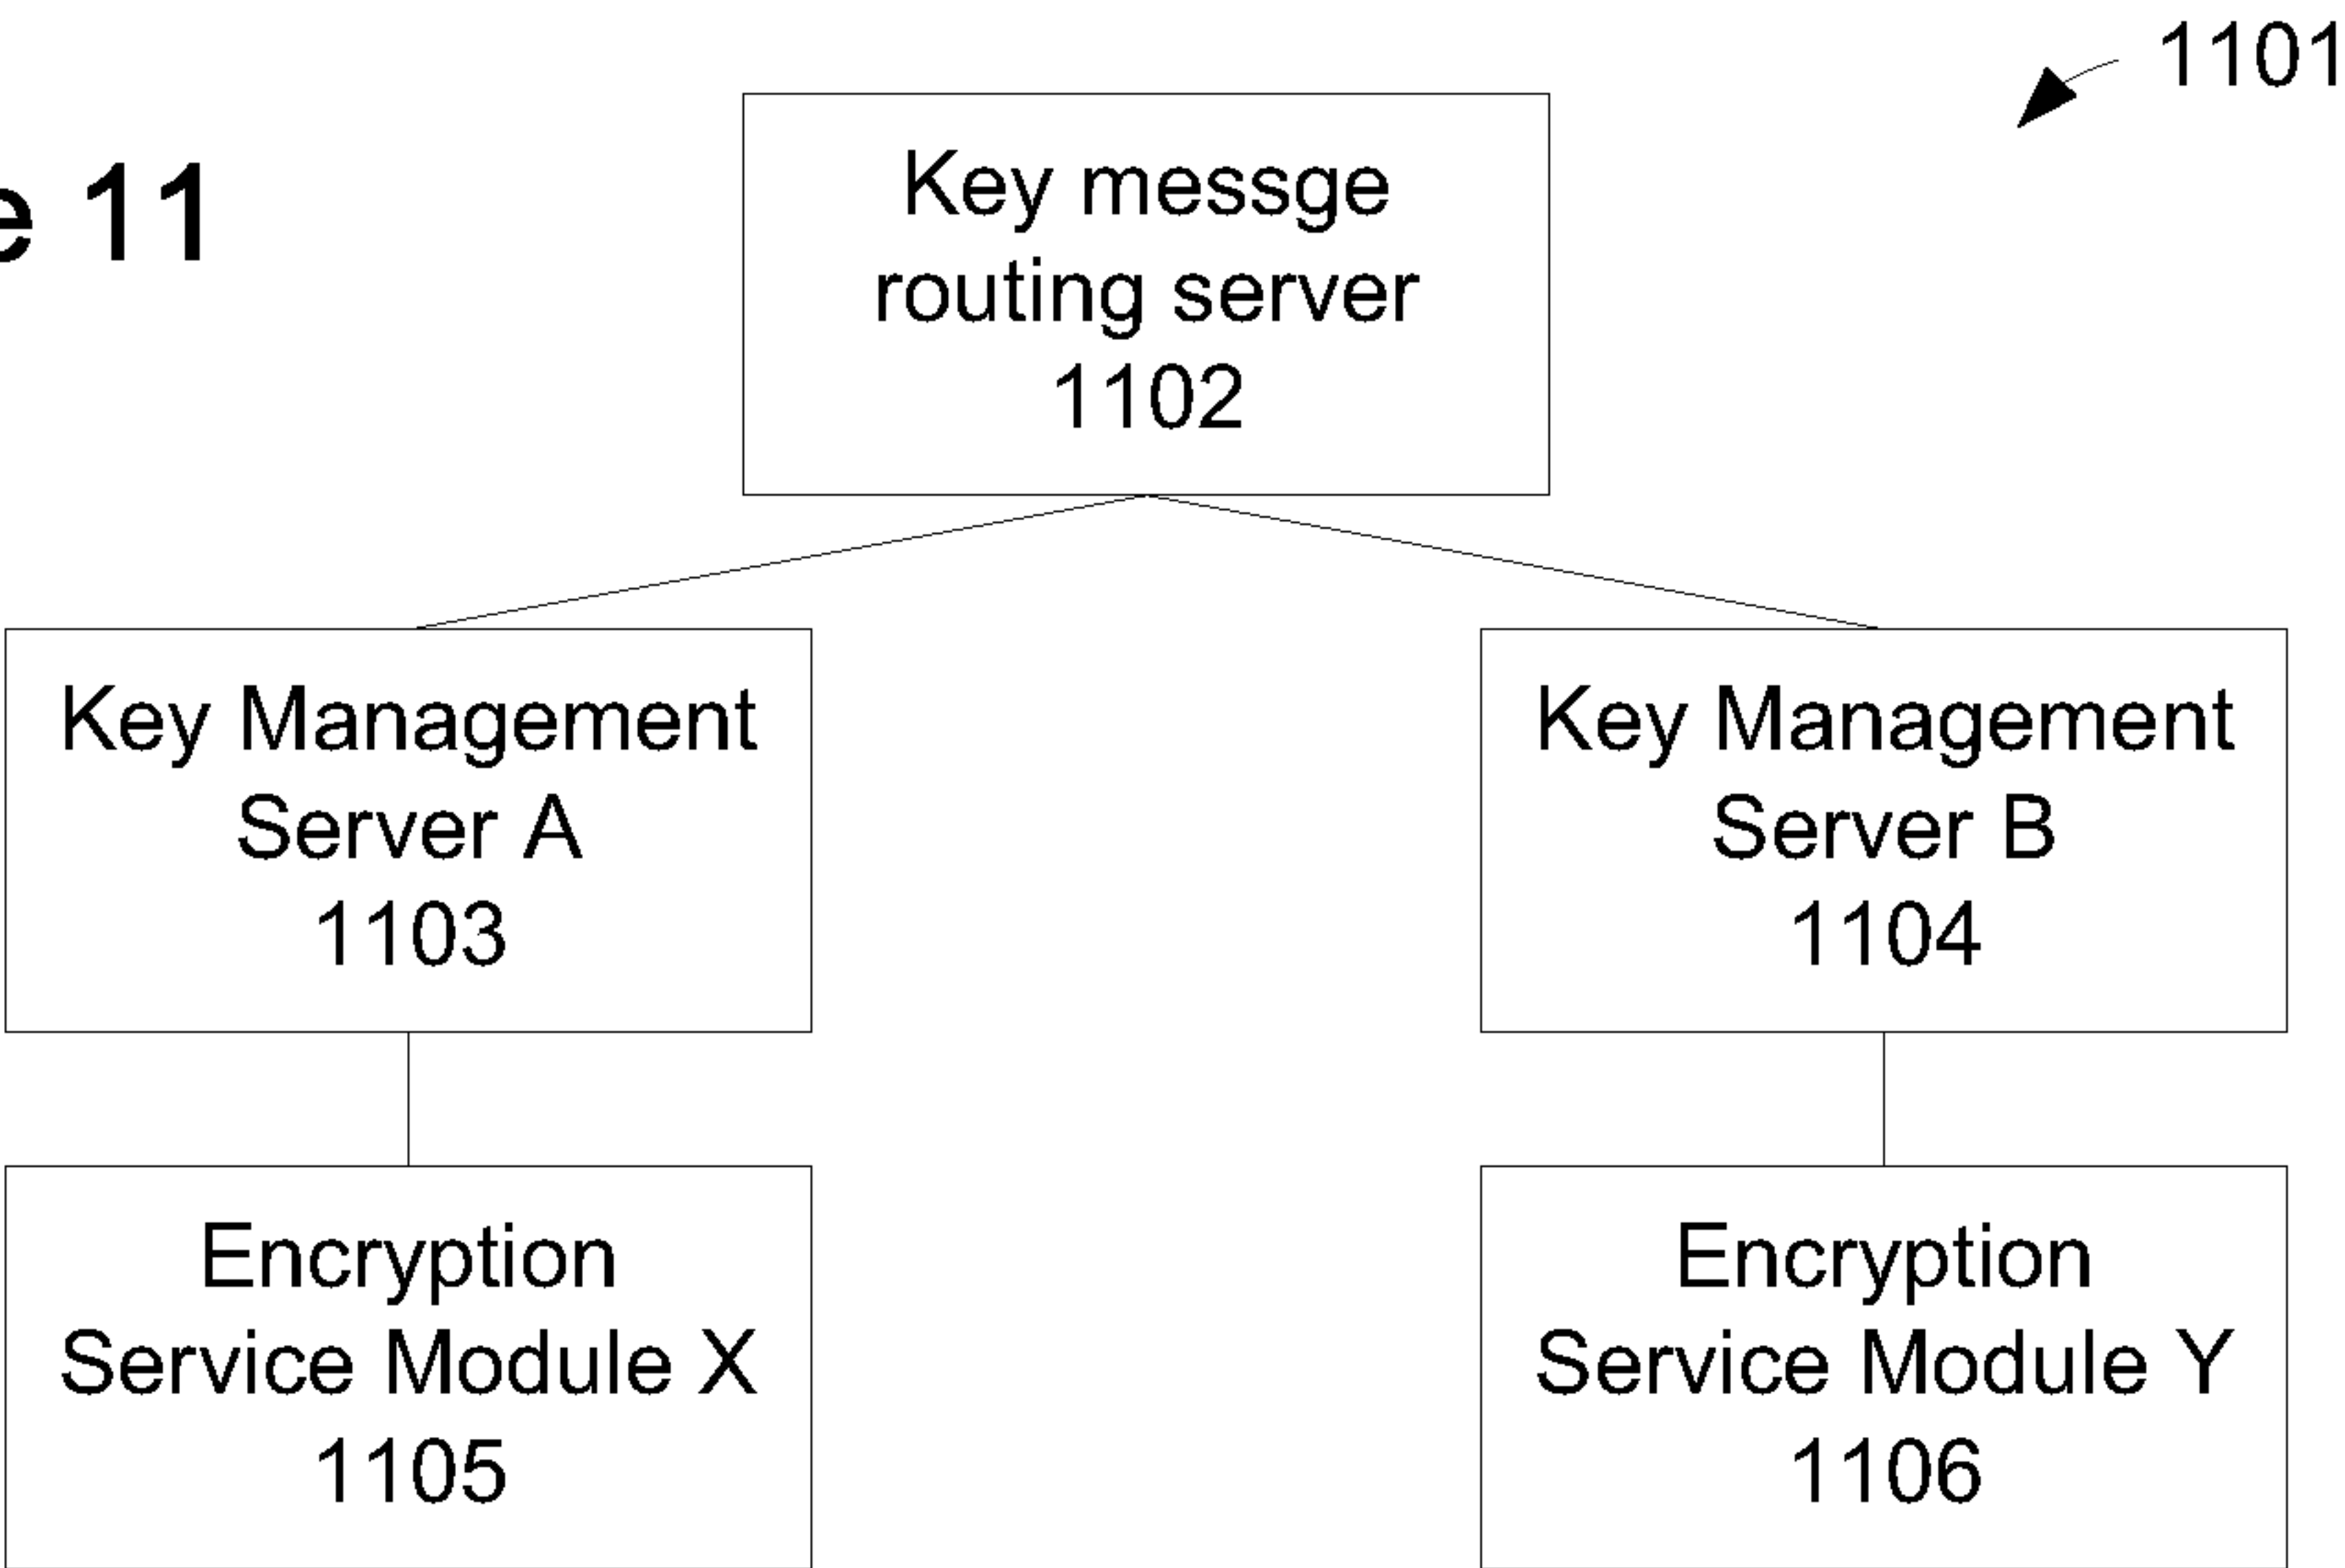 1101
e 11
Key messge
routing server
1102
Key Management
Server A
1103
Key Management
Server B
1104
Encryption
Service Module X
1105
Encryption
Service Module Y
1106